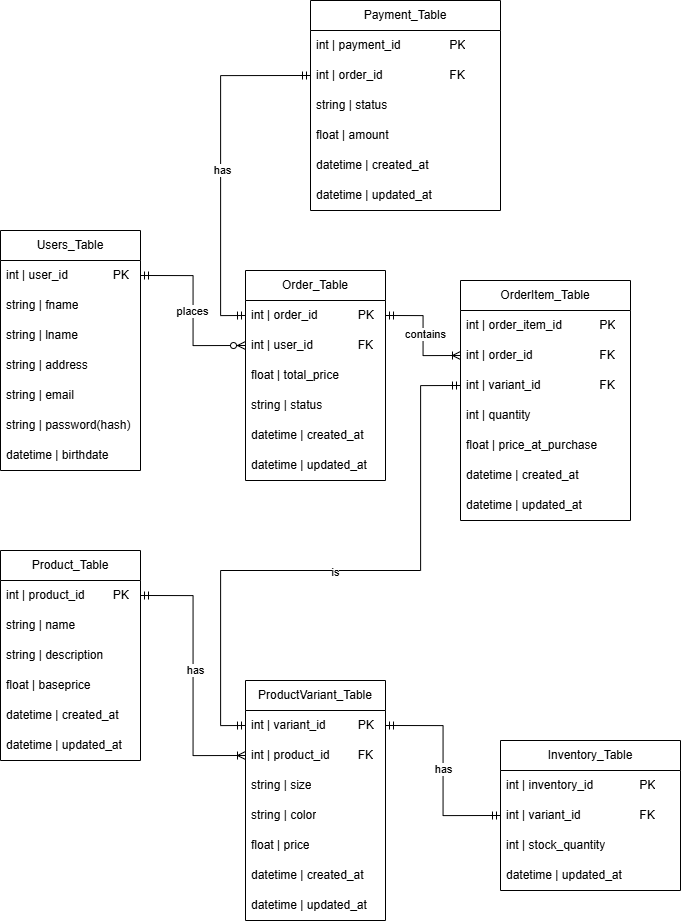 Payment_Table
int | payment_id PK
int | order_id FK
string | status
float | amount
datetime | created_at
datetime | updated_at
has
Users_Table
int | user_id PK
string | fname
string | lname
string | address
string | email
string | password(hash)
datetime | birthdate
places
Order_Table
int | order_id PK
int | user_id FK
float | total_price
string | status
datetime | created_at
datetime | updated_at
contains
OrderItem_Table
int | order_item_id PK
int | order_id FK
int | variant_id FK
int | quantity
float | price_at_purchase
datetime | created_at
datetime | updated_at
is
Product_Table
int | product_id PK
string | name
string | description
float | baseprice
datetime | created_at
datetime | updated_at
has
ProductVariant_Table
int | variant_id PK
int | product_id FK
string | size
string | color
float | price
datetime | created_at
datetime | updated_at
has
Inventory_Table
int | inventory_id PK
int | variant_id FK
int | stock_quantity
datetime | updated_at